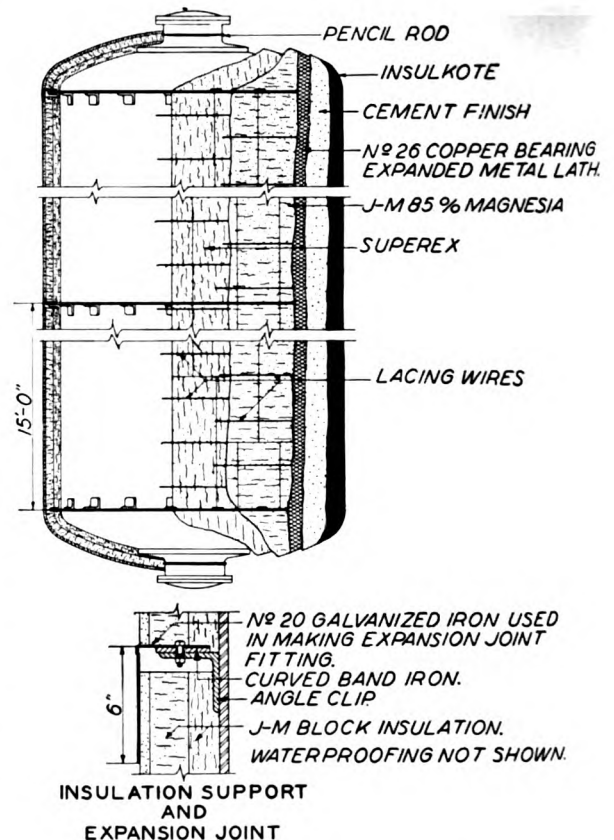 PENCIL ROD
INSULKOTE
CEMENT FINISH
Nº 26 COPPER BEARING
EXPANDED METAL LATH.
J-M 85 % MAGNESIA
SUPEREX
LACING WIRES
15'-0"
Nº 20 GALVANIZED IRON USED
IN MAKING EXPANSION JOINT
FITTING.
CURVED BAND IRON.
ANGLE CLIP
6"
J-M BLOCK INSULATION.
WATERPROOFING NOT SHOWN.
INSULATION SUPPORT
AND
EXPANSION JOINT